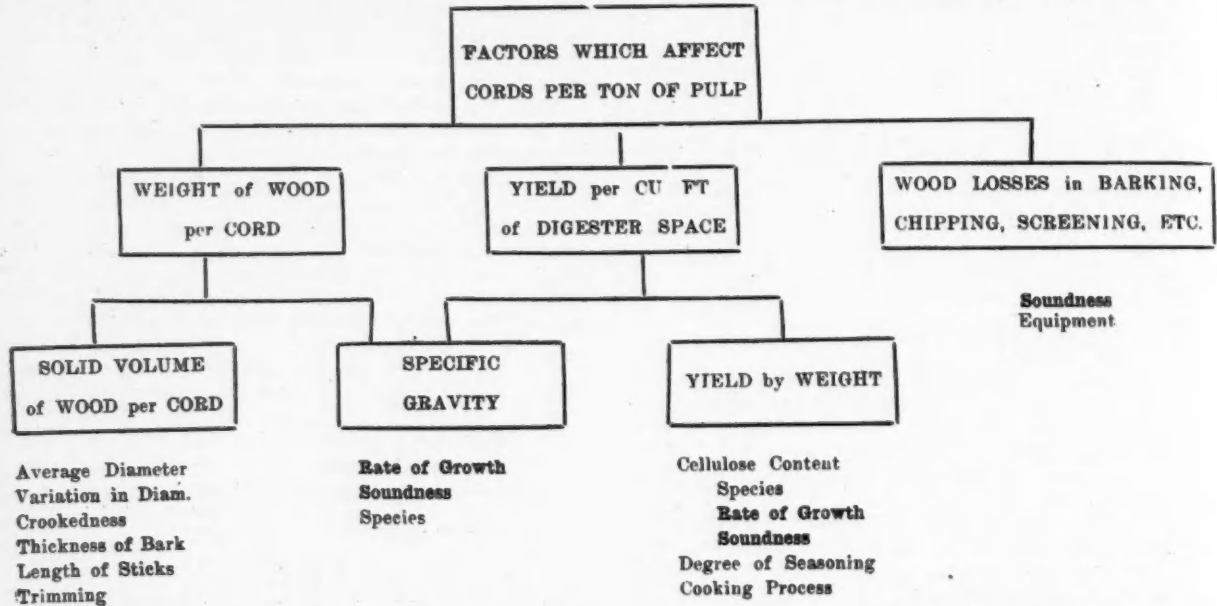 FACTORS WHICH AFFECT
CORDS PER TON OF PULP
WEIGHT of WOOD
per CORD
YIELD per CU FT
of DIGESTER SPACE
WOOD LOSSES in BARKING,
CHIPPING, SCREENING, ETC.
Soundness
Equipment
SOLID VOLUME
of WOOD per CORD
SPECIFIC
GRAVITY
YIELD by WEIGHT
Average Diameter
Variation in Diam.
Crookedness
Thickness of Bark
Length of Sticks
Trimming
Rate of Growth
Soundness
Species
Cellulose Content
Species
Rate of Growth
Soundness
Degree of Seasoning
Cooking Process